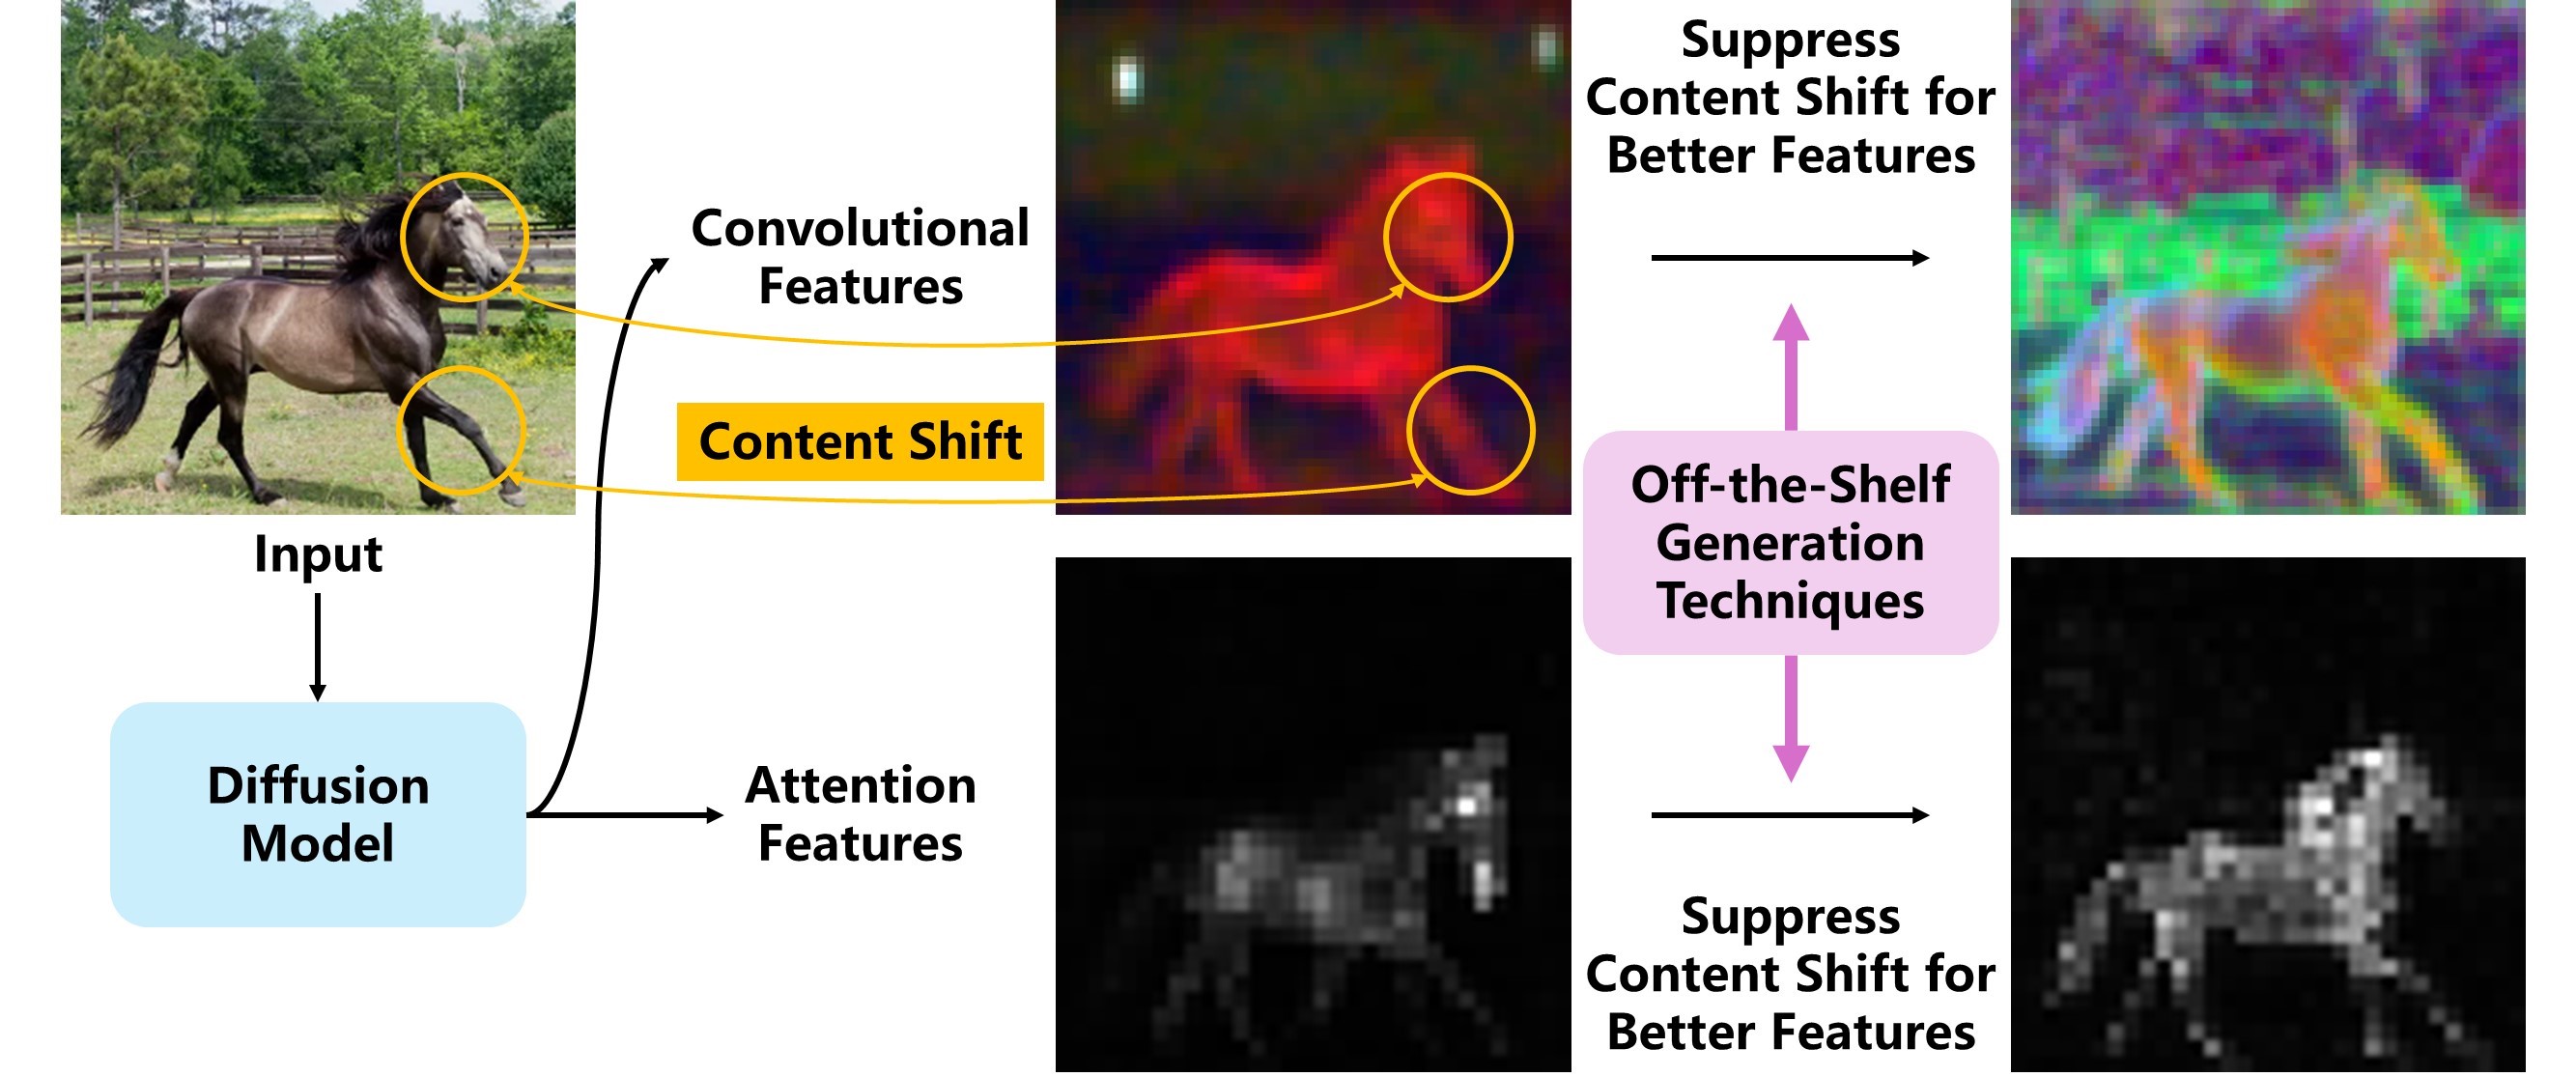 Input
Diffusion
Model
Convolutional
Features
Content Shift
Attention
Features
Suppress
Content Shift for
Better Features
Off-the-Shelf
Generation
Techniques
Suppress
Content Shift for
Better Features